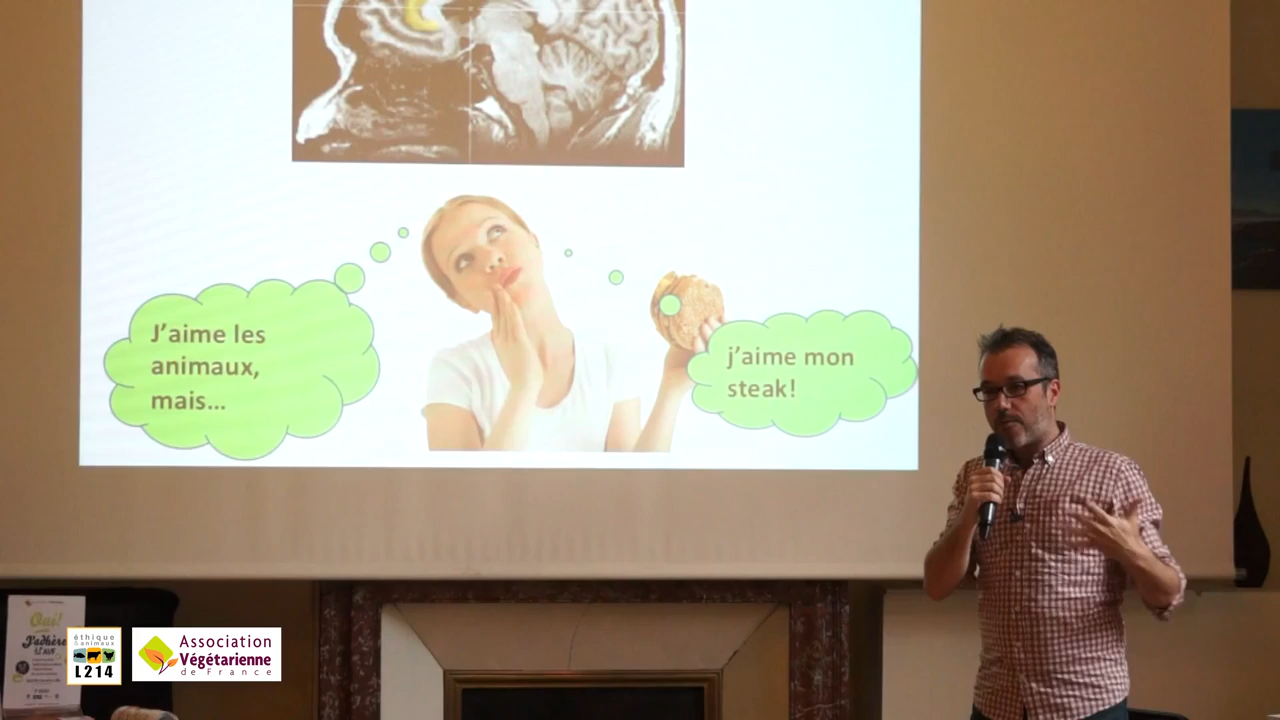 J'aime les
animaux,
mais...
j'aime mon
steak!
Oui!
J'adhère
éthique
& animaux
L214
Association
Végétarienne
de France